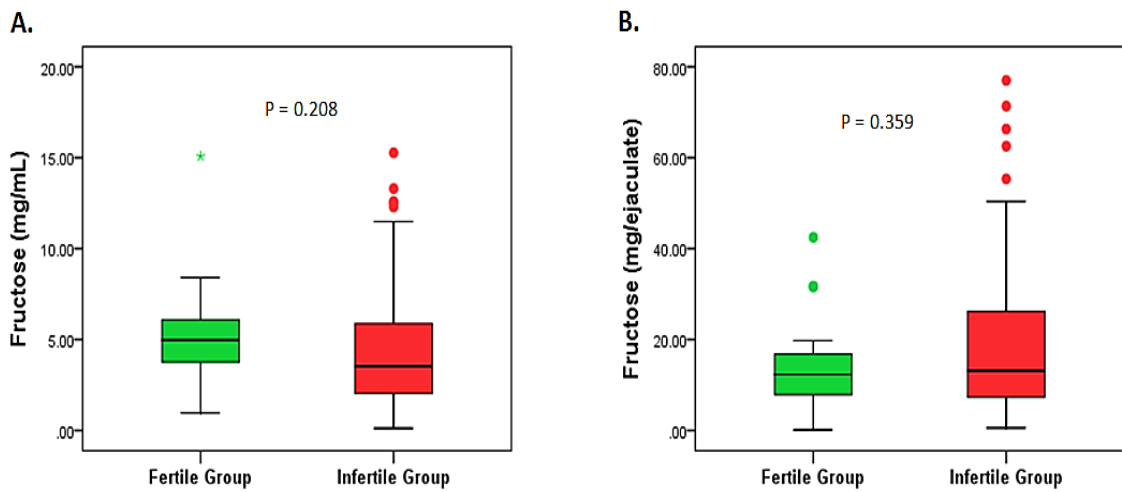 A.
20.00
15.00
10.00
5.00
.00
Fructose (mg/mL)
P = 0.208
Fertile Group
Infertile Group
B.
80.00
60.00
40.00
20.00
.00
Fructose (mg/ejaculate)
P = 0.359
Fertile Group
Infertile Group